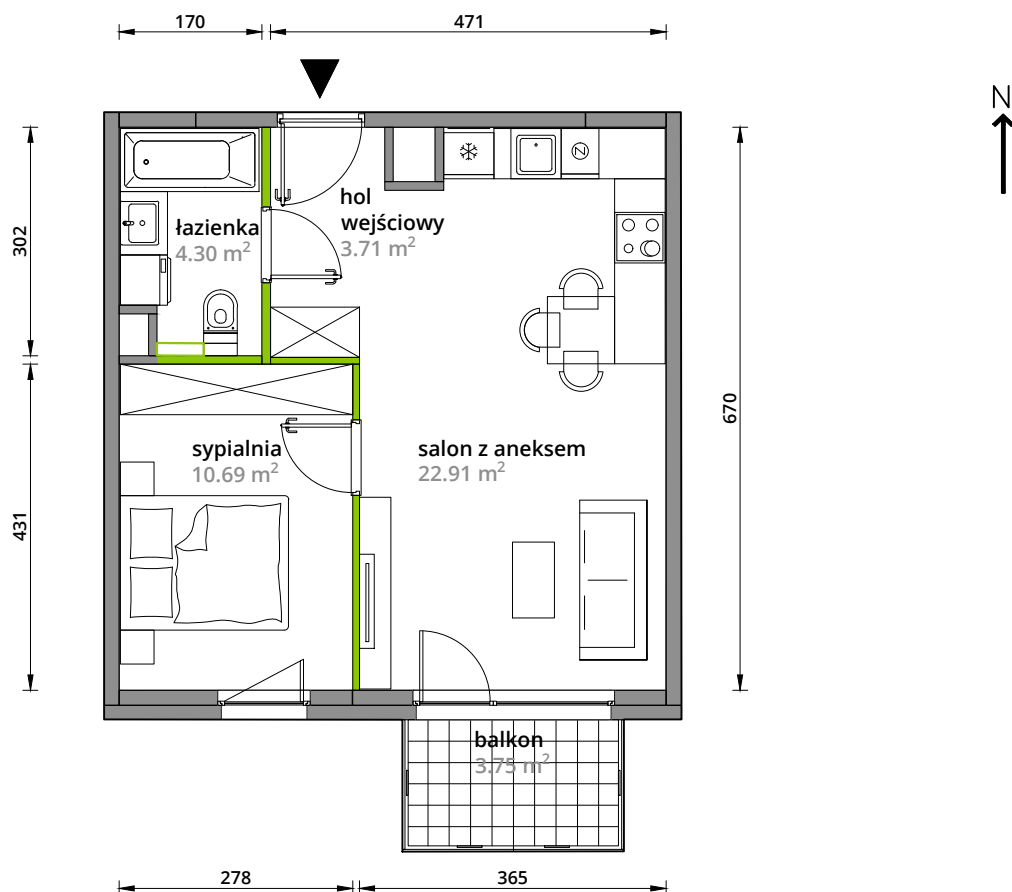 170
471
N
hol
wejściowy
3.71 m²
łazienka
4.30 m²
Z
302
670
sypialnia
10.69 m²
salon z aneksem
22.91 m²
431
balkon
3.75 m²
278
365